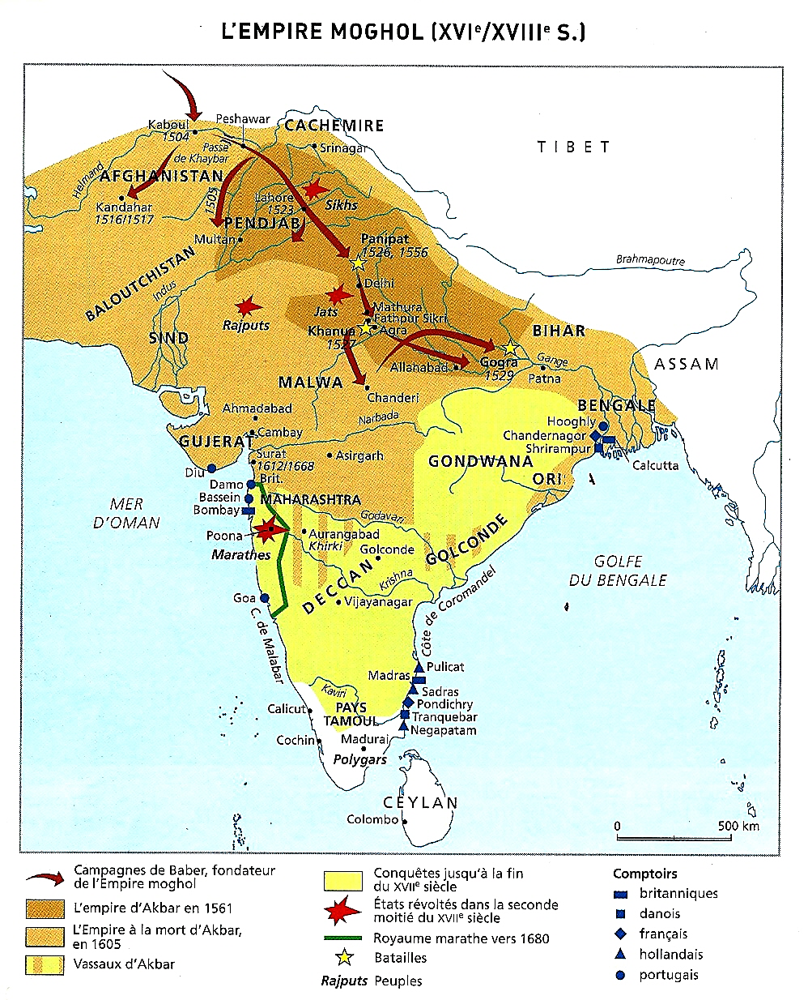 L'EMPIRE MOGHOL (XVIᵉ/XVIIIᵉ S.)
Kaboul
1504
Peshawar
CACHEMIRE
Passe
de Khaybar
Srinagar
TIBET
Helmand
AFGHANISTAN
Kandahar
1516/1517
1505
Lahore
1523
Sikhs
PENDJAB
Multan
Panipat
1526, 1556
BALOUTCHISTAN
Indus
Brahmapoutre
Delhi
Jats
Mathura
Fathpur Sikri
Rajputs
Khanua
1527
Agra
SIND
BIHAR
ASSAM
Gogra
1529
Gange
Allahabad
Patna
MALWA
Chanderi
BENGALE
Ahmadabad
Narbada
Hooghly
Cambay
Chandernagor
GUJERAT
Shrirampur
Surat
1612/1668
Brit.
Asirgarh
GONDWANA
Calcutta
Diu
Damo
ORI
Bassein
MAHARASHTRA
Bombay
MER
D'OMAN
Godavari
Poona
Aurangabad
Khirki
Golconde
GOLCONDE
Marathes
DECCAN
Krishna
GOLFE
DU BENGALE
Goa
Vijayanagar
Côte de Coromandel
C. de Malabar
Pulicat
Madras
Kaviri
Sadras
Calicut
PAYS
TAMOUL
Pondichry
Tranquebar
Negapatam
Cochin
Madurai
Polygars
CEYLAN
Colombo
0 500 km
Campagnes de Baber, fondateur
de l'Empire moghol
L'empire d'Akbar en 1561
L'Empire à la mort d'Akbar,
en 1605
Vassaux d'Akbar
Conquêtes jusqu'à la fin
du XVIIᵉ siècle
États révoltés dans la seconde
moitié du XVIIᵉ siècle
Royaume marathe vers 1680
Batailles
Rajputs Peuples
Comptoirs
britanniques
danois
français
hollandais
portugais